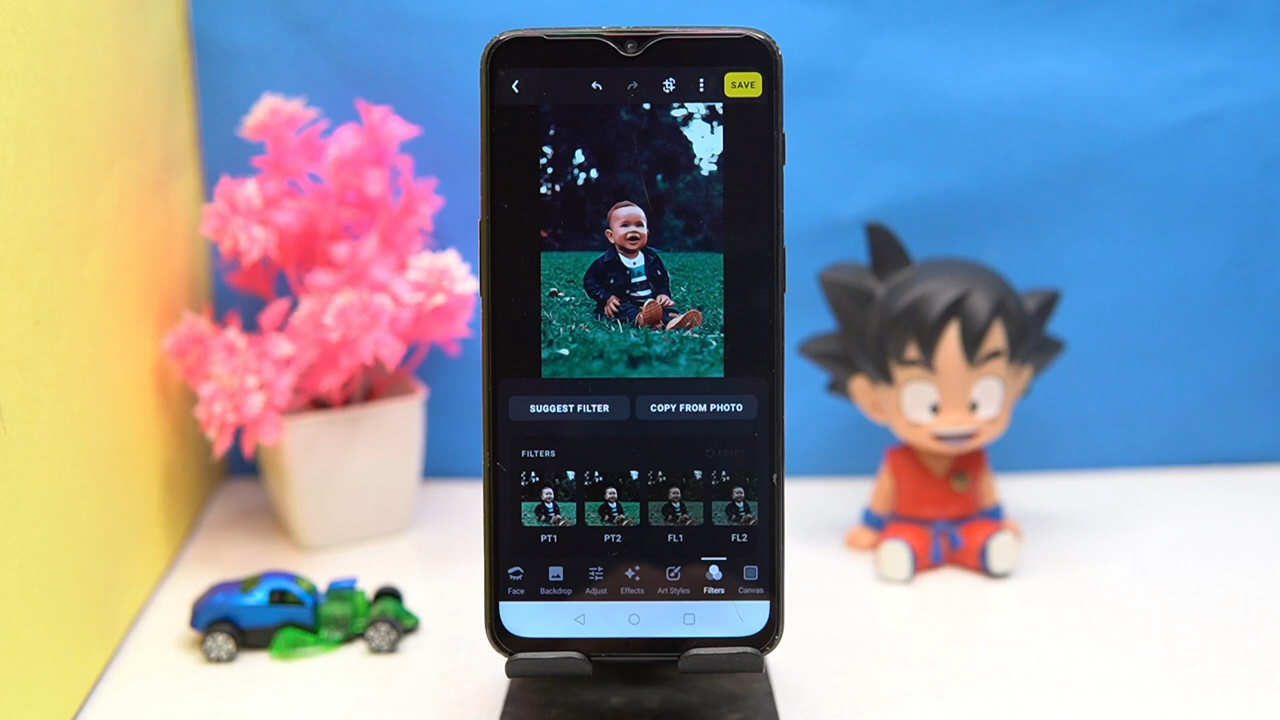 SAVE
SUGGEST FILTER
COPY FROM PHOTO
FILTERS
RESET
PT1
PT2
FL1
FL2
Face
Backdrop
Adjust
Effects
Art Styles
Filters
Canvas